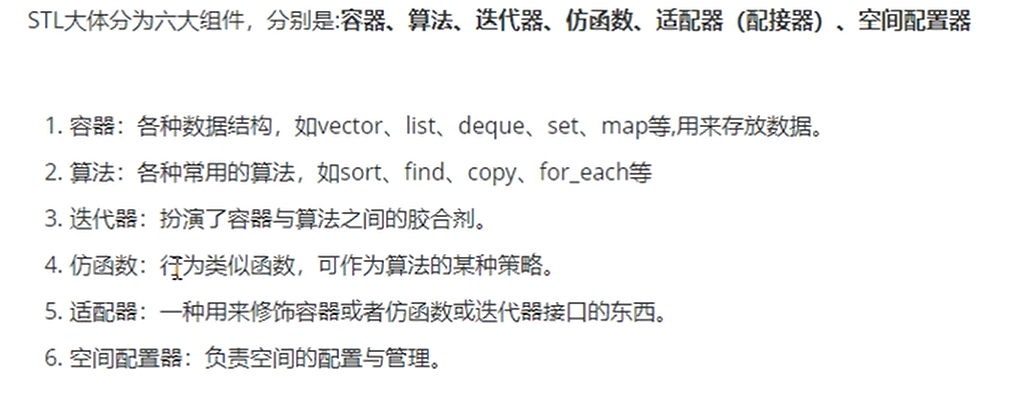 STL大体分为六大组件，分别是:容器、算法、迭代器、仿函数、适配器（配接器）、空间配置器
1. 容器：各种数据结构，如vector、list、deque、set、map等,用来存放数据。
2. 算法：各种常用的算法，如sort、find、copy、for_each等
3. 迭代器：扮演了容器与算法之间的胶合剂。
4. 仿函数：行为类似函数，可作为算法的某种策略。
5. 适配器：一种用来修饰容器或者仿函数或迭代器接口的东西。
6. 空间配置器：负责空间的配置与管理。